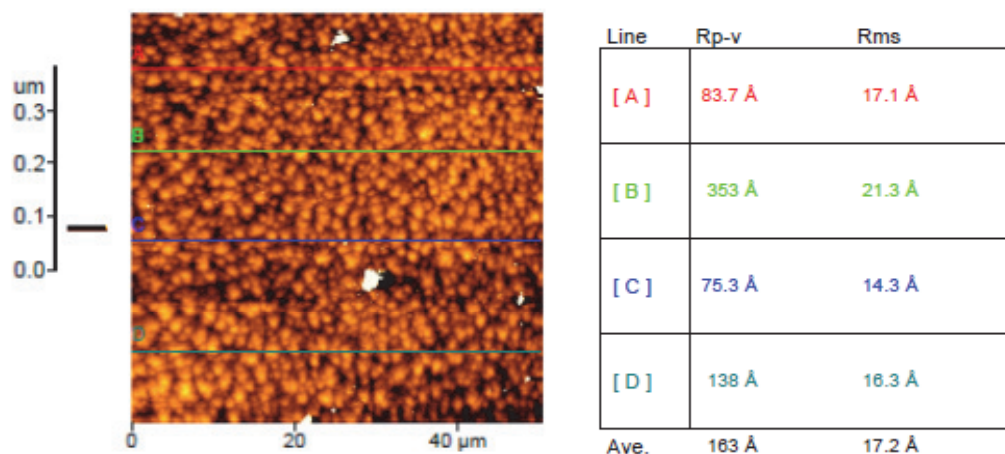 um
0.3
0.2
0.1
0.0
A
B
C
D
0 20 40 µm
Line Rp-v Rms
[ A ] 83.7 Å 17.1 Å
[ B ] 353 Å 21.3 Å
[ C ] 75.3 Å 14.3 Å
[ D ] 138 Å 16.3 Å
Ave. 163 Å 17.2 Å